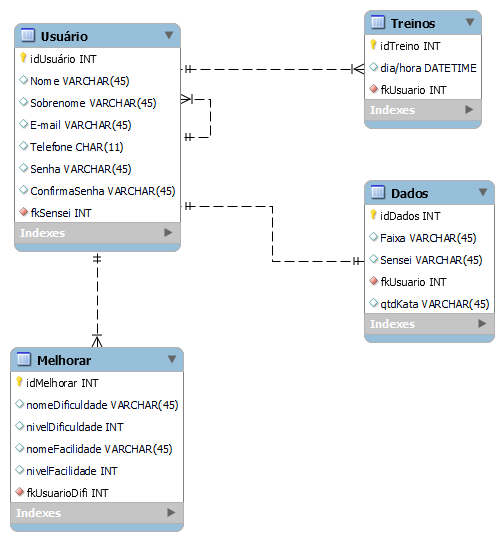 Usuário
idUsuário INT
Nome VARCHAR(45)
Sobrenome VARCHAR(45)
E-mail VARCHAR(45)
Telefone CHAR(11)
Senha VARCHAR(45)
ConfirmaSenha VARCHAR(45)
fkSensei INT
Indexes
Treinos
idTreino INT
dia/hora DATETIME
fkUsuario INT
Indexes
Dados
idDados INT
Faixa VARCHAR(45)
Sensei VARCHAR(45)
fkUsuario INT
qtdKata VARCHAR(45)
Indexes
Melhorar
idMelhorar INT
nomeDificuldade VARCHAR(45)
nivelDificuldade INT
nomeFacilidade VARCHAR(45)
nivelFacilidade INT
fkUsuarioDifi INT
Indexes